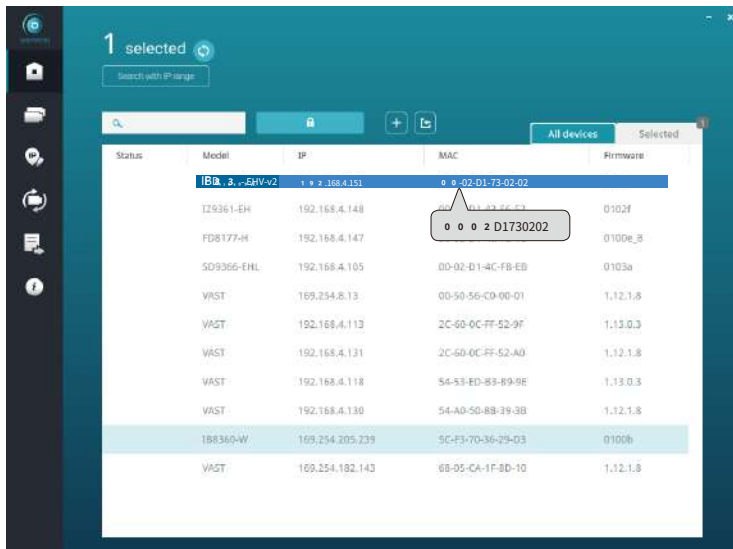 1 selected
Search with IP range
All devices Selected 1
Status Model IP MAC Firmware
192.168.4.151 00-02-D1-73-02-02
IZ9361-EH 192.168.4.148 0102f
0002D1730202
FD8177-H 192.168.4.147 0100e_8
SD9366-EHL 192.168.4.105 00-02-D1-4C-FB-EB 0103a
VAST 169.254.8.13 00-50-56-C0-00-01 1.12.1.8
VAST 192.168.4.113 2C-60-0C-FF-52-9F 1.13.0.3
VAST 192.168.4.131 2C-60-0C-FF-52-A0 1.12.1.8
VAST 192.168.4.118 54-53-ED-B3-B9-9E 1.13.0.3
VAST 192.168.4.130 54-A0-50-8B-39-3B 1.12.1.8
IB8360-W 169.254.205.239 5C-F3-70-36-29-D3 0100b
VAST 169.254.182.143 68-05-CA-1F-8D-10 1.12.1.8